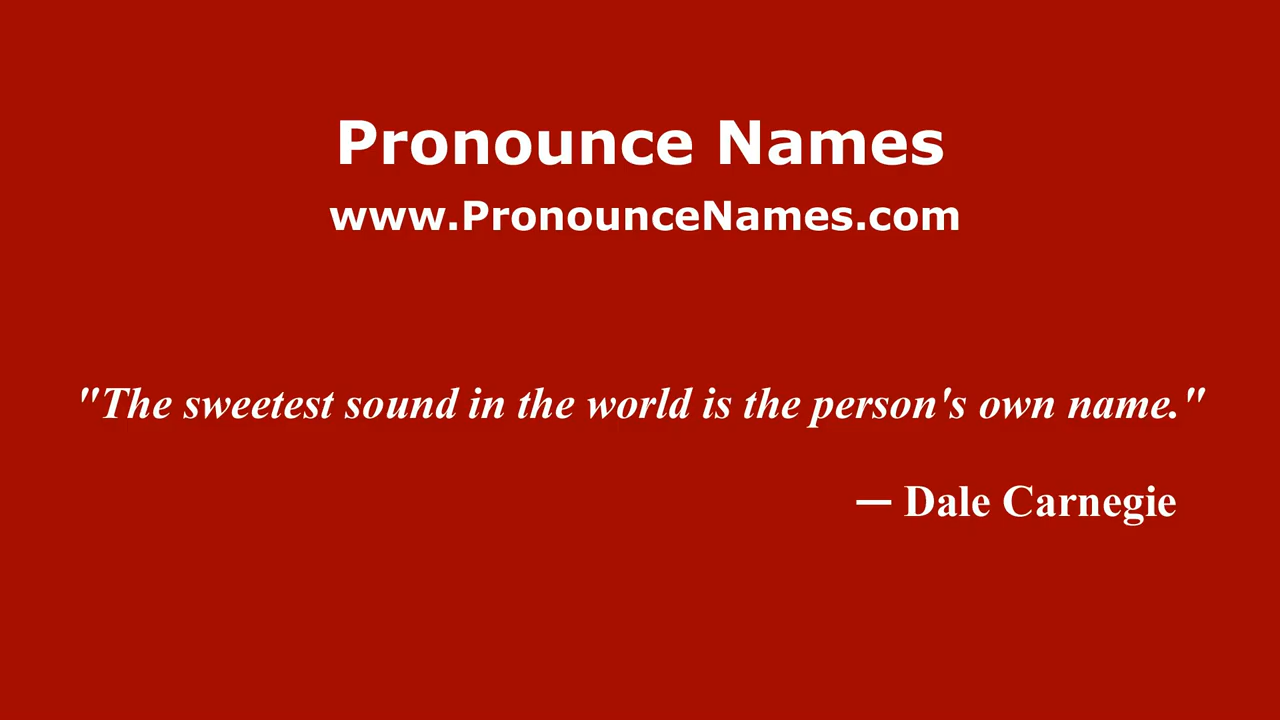 Pronounce Names
www.PronounceNames.com
"The sweetest sound in the world is the person's own name."
— Dale Carnegie